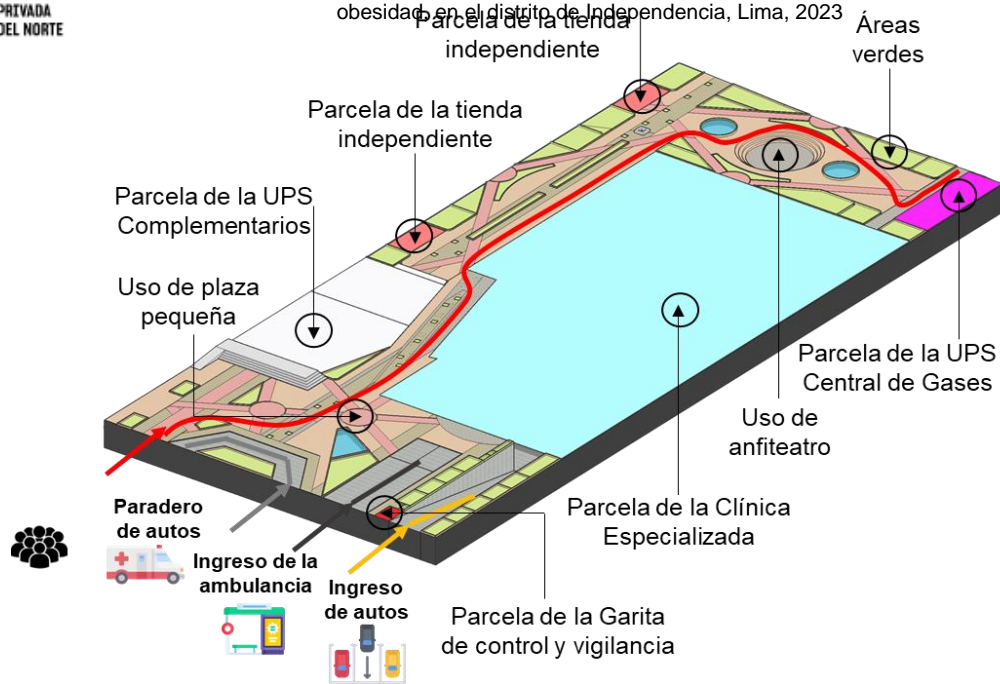 PRIVADA
DEL NORTE
obesidad, en el distrito de Independencia, Lima, 2023
Parcela de la tienda
independiente
Áreas
verdes
Parcela de la tienda
independiente
Parcela de la UPS
Complementarios
Uso de plaza
pequeña
Parcela de la UPS
Central de Gases
Uso de
anfiteatro
Parcela de la Clínica
Especializada
Paradero
de autos
Ingreso de la
ambulancia
Ingreso
de autos
Parcela de la Garita
de control y vigilancia